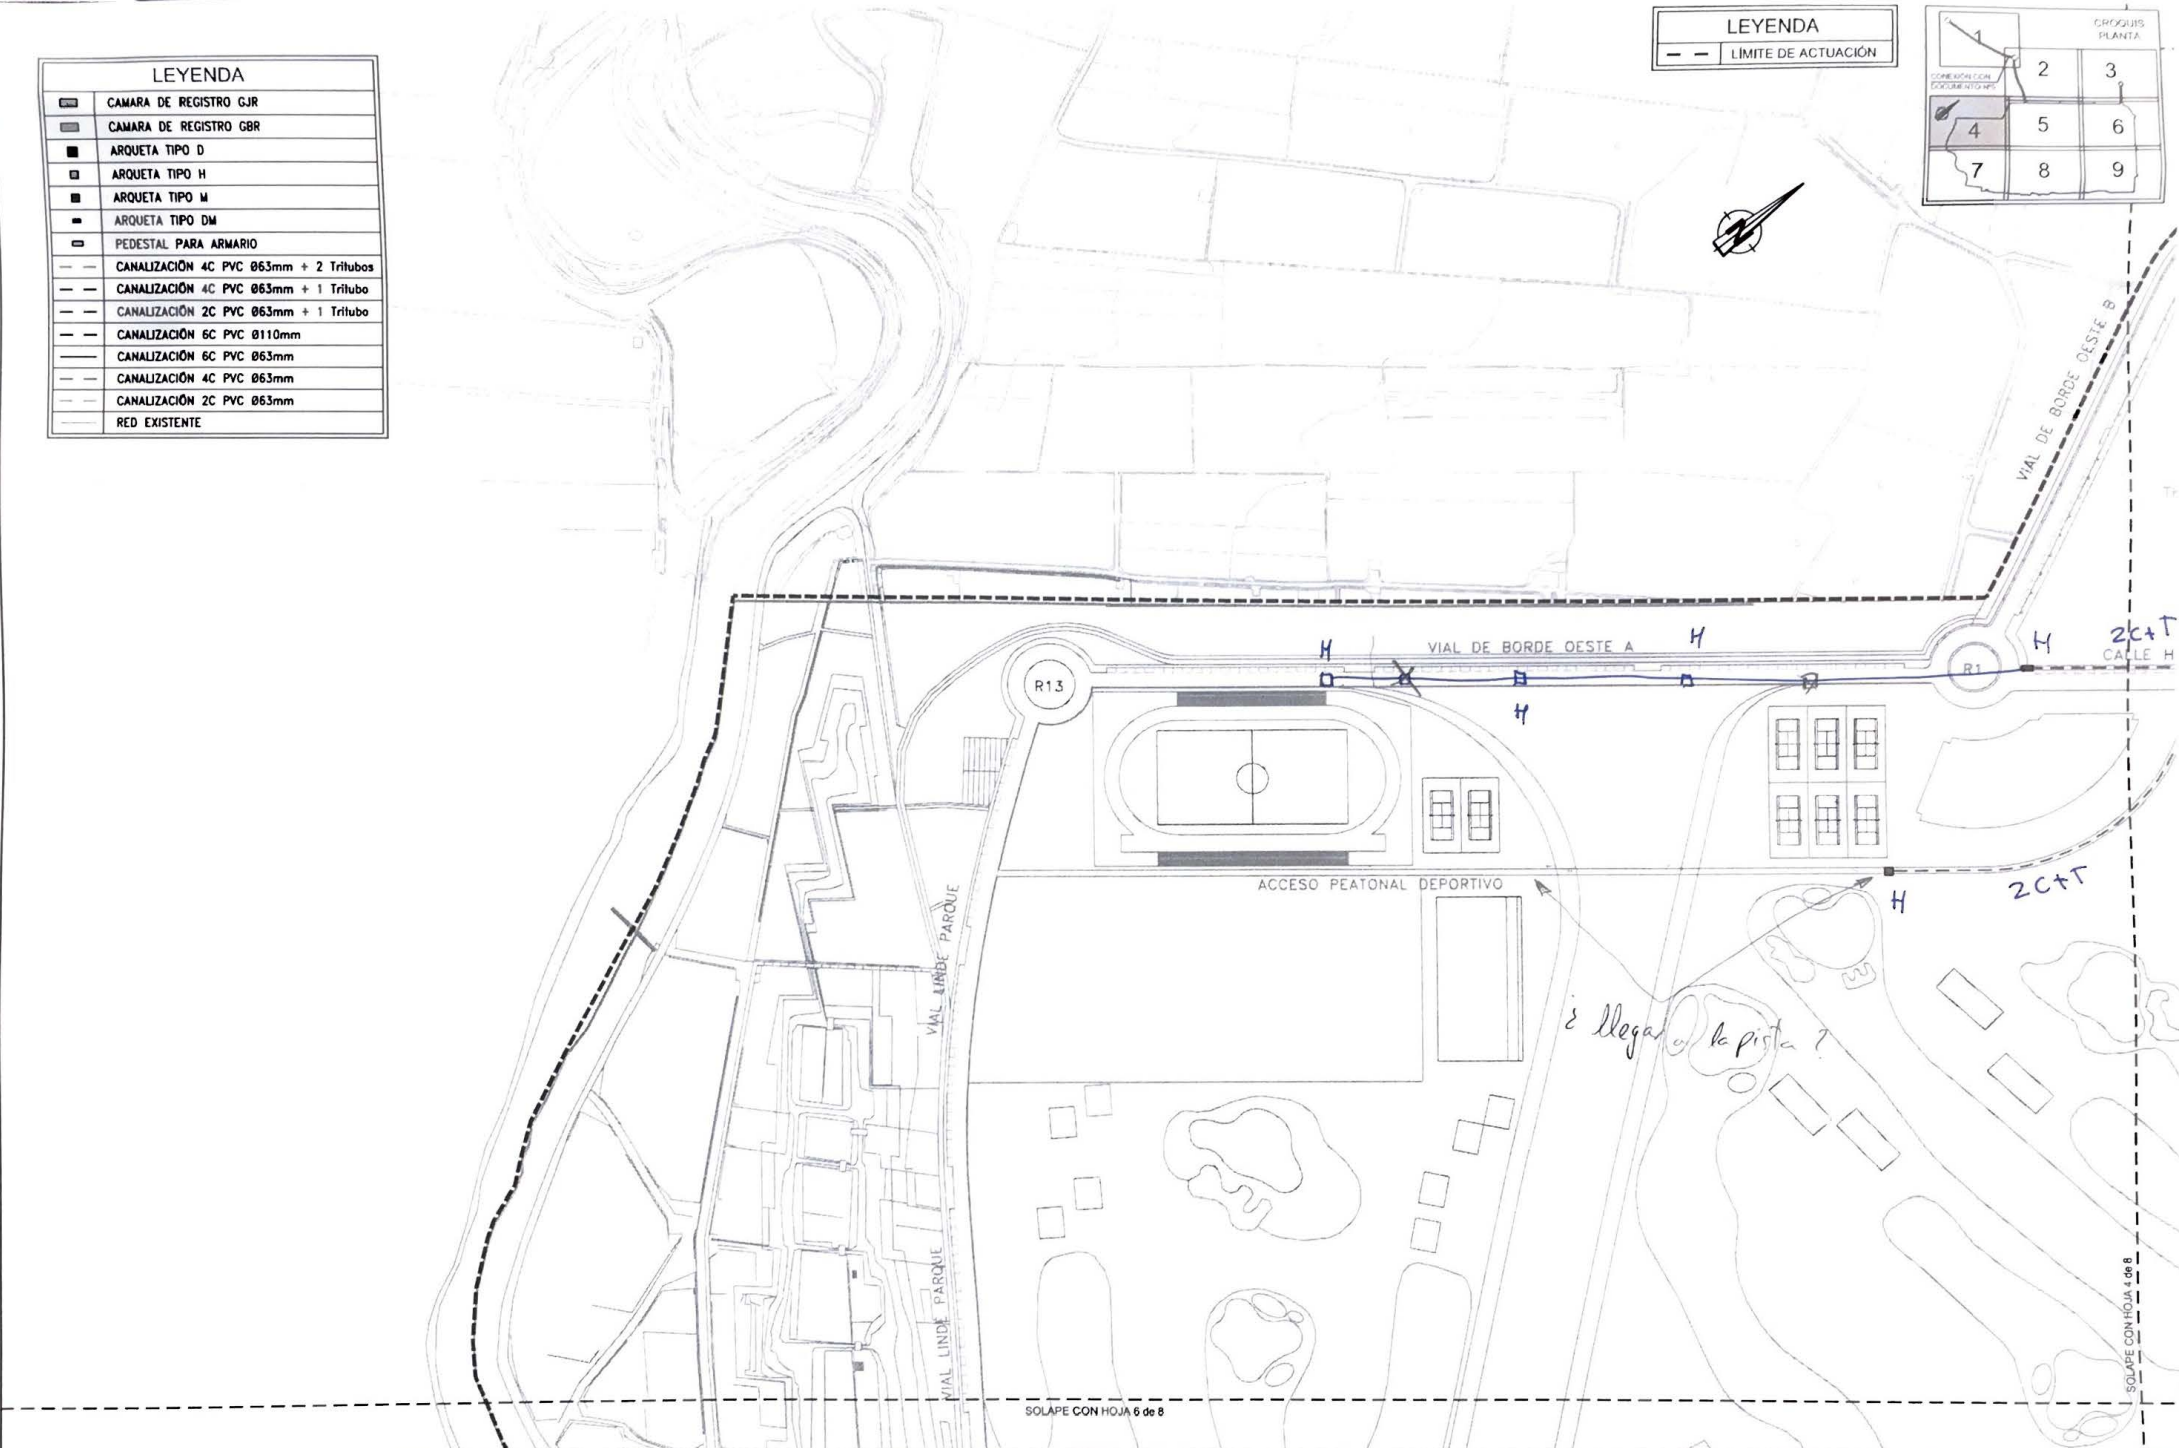 LEYENDA
CAMARA DE REGISTRO GJR
CAMARA DE REGISTRO GBR
ARQUETA TIPO D
ARQUETA TIPO H
ARQUETA TIPO M
ARQUETA TIPO DM
PEDESTAL PARA ARMARIO
CANALIZACIÓN 4C PVC Ø63mm + 2 Tritubos
CANALIZACIÓN 4C PVC Ø63mm + 1 Tritubo
CANALIZACIÓN 2C PVC Ø63mm + 1 Tritubo
CANALIZACIÓN 6C PVC Ø110mm
CANALIZACIÓN 6C PVC Ø63mm
CANALIZACIÓN 4C PVC Ø63mm
CANALIZACIÓN 2C PVC Ø63mm
RED EXISTENTE
LEYENDA
LÍMITE DE ACTUACIÓN
CROQUIS
PLANTA
1
2
3
CONEXIÓN CON
DOCUMENTO Nº5
4
5
6
7
8
9
N
VIAL DE BORDE OESTE B
H
VIAL DE BORDE OESTE A
H
H
2C+T
CALLE H
R13
R1
H
ACCESO PEATONAL DEPORTIVO
H
2C+T
VIAL LINDE PARQUE
¿ llegar a la pista ?
VIAL LINDE PARQUE
SOLAPE CON HOJA 4 de 8
SOLAPE CON HOJA 6 de 8